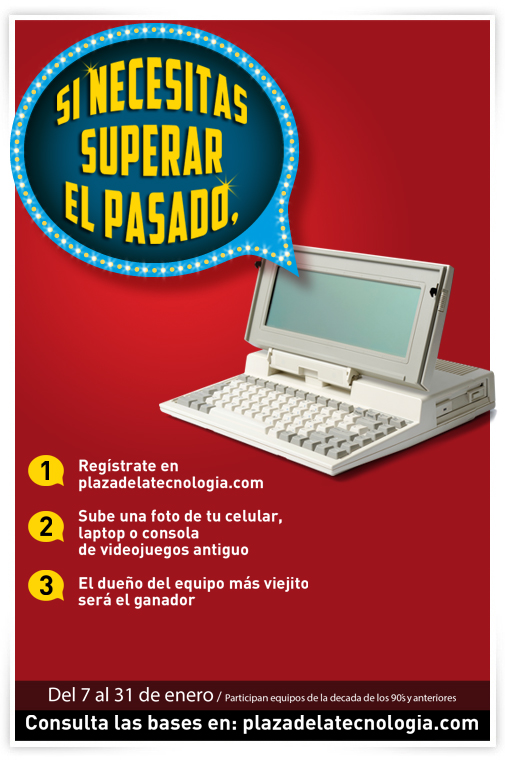 SI NECESITAS
SUPERAR
EL PASADO,
1 Regístrate en
plazadelatecnologia.com
2 Sube una foto de tu celular,
laptop o consola
de videojuegos antiguo
3 El dueño del equipo más viejito
será el ganador
Del 7 al 31 de enero / Participan equipos de la decada de los 90's y anteriores
Consulta las bases en: plazadelatecnologia.com